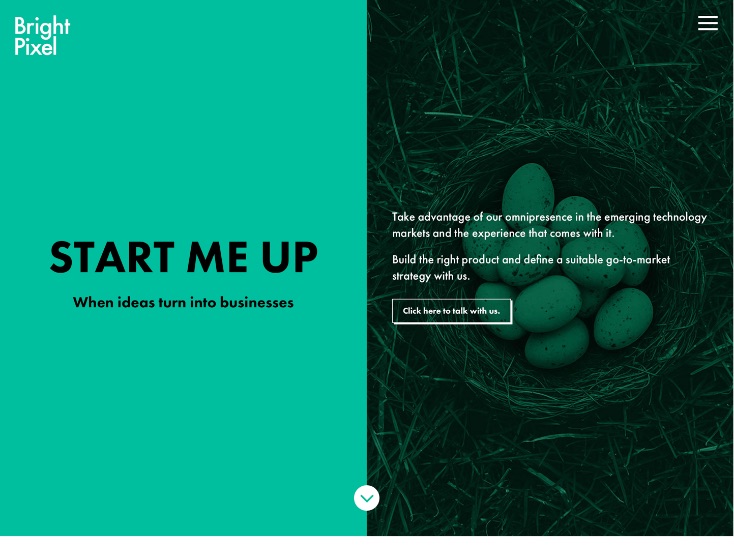 Bright
Pixel
START ME UP
When ideas turn into businesses
Take advantage of our omnipresence in the emerging technology
markets and the experience that comes with it.
Build the right product and define a suitable go-to-market
strategy with us.
Click here to talk with us.